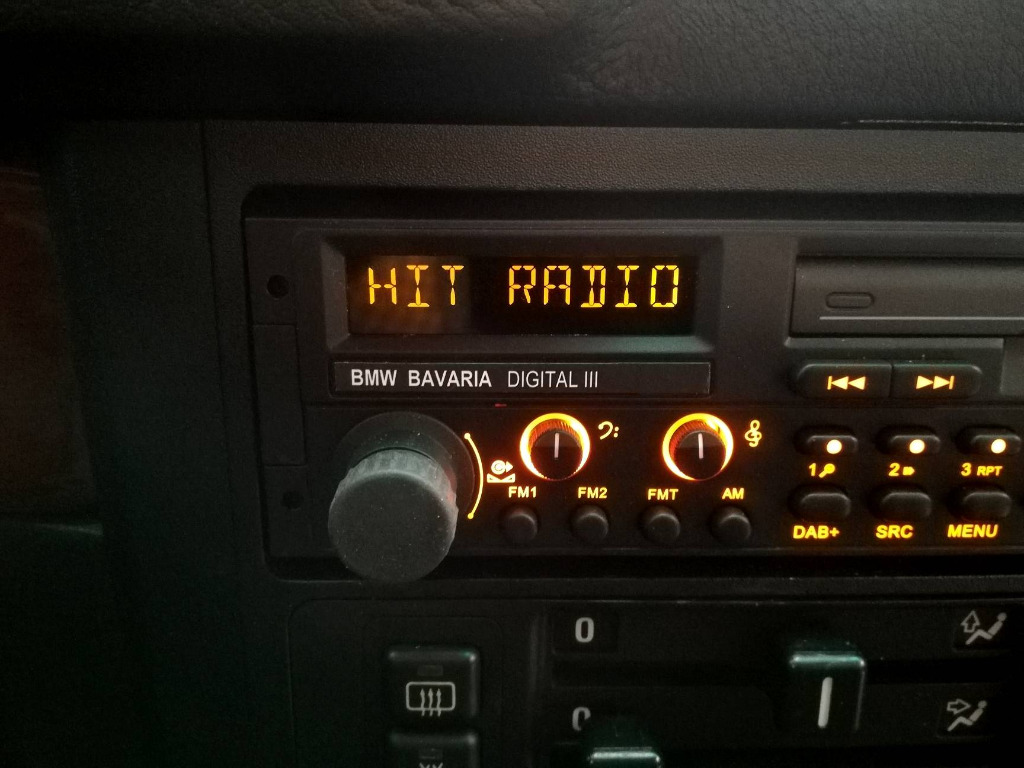 HIT RADIO
BMW BAVARIA DIGITAL III
FM1 FM2 FMT AM
1 2 3 RPT
DAB+ SRC MENU
0
0